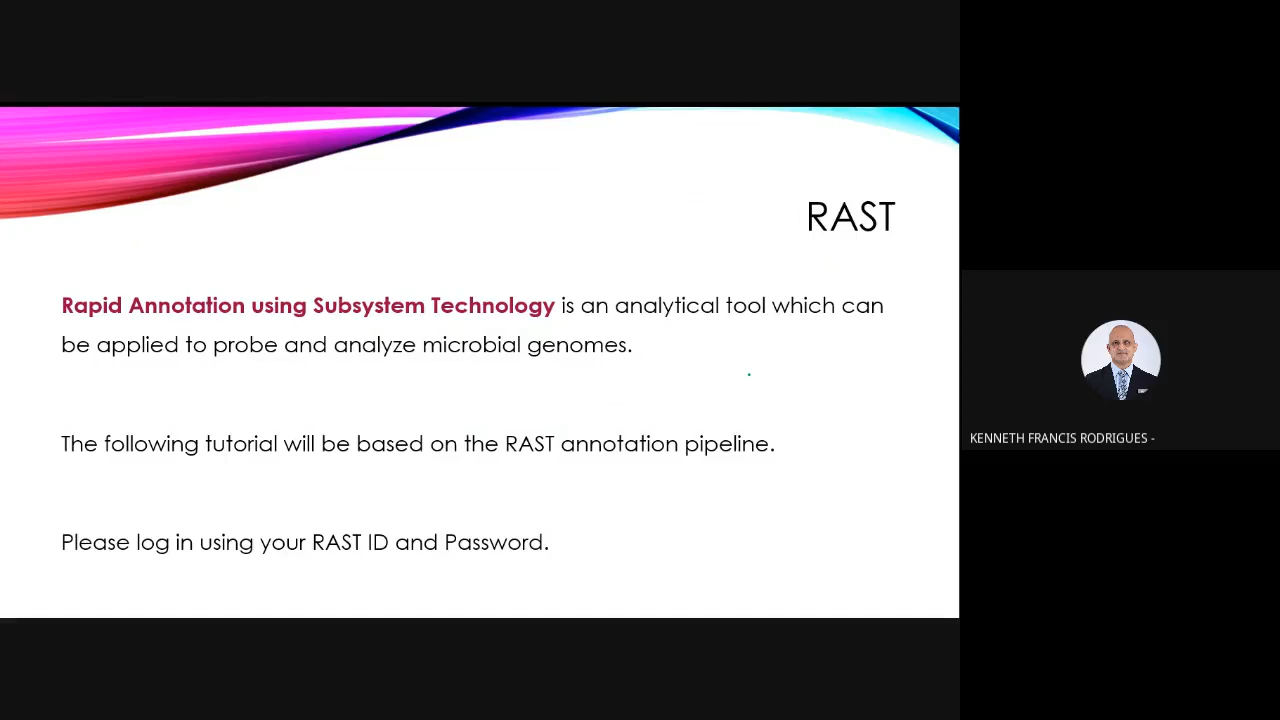 RAST
Rapid Annotation using Subsystem Technology is an analytical tool which can
be applied to probe and analyze microbial genomes.
The following tutorial will be based on the RAST annotation pipeline.
Please log in using your RAST ID and Password.
KENNETH FRANCIS RODRIGUES -